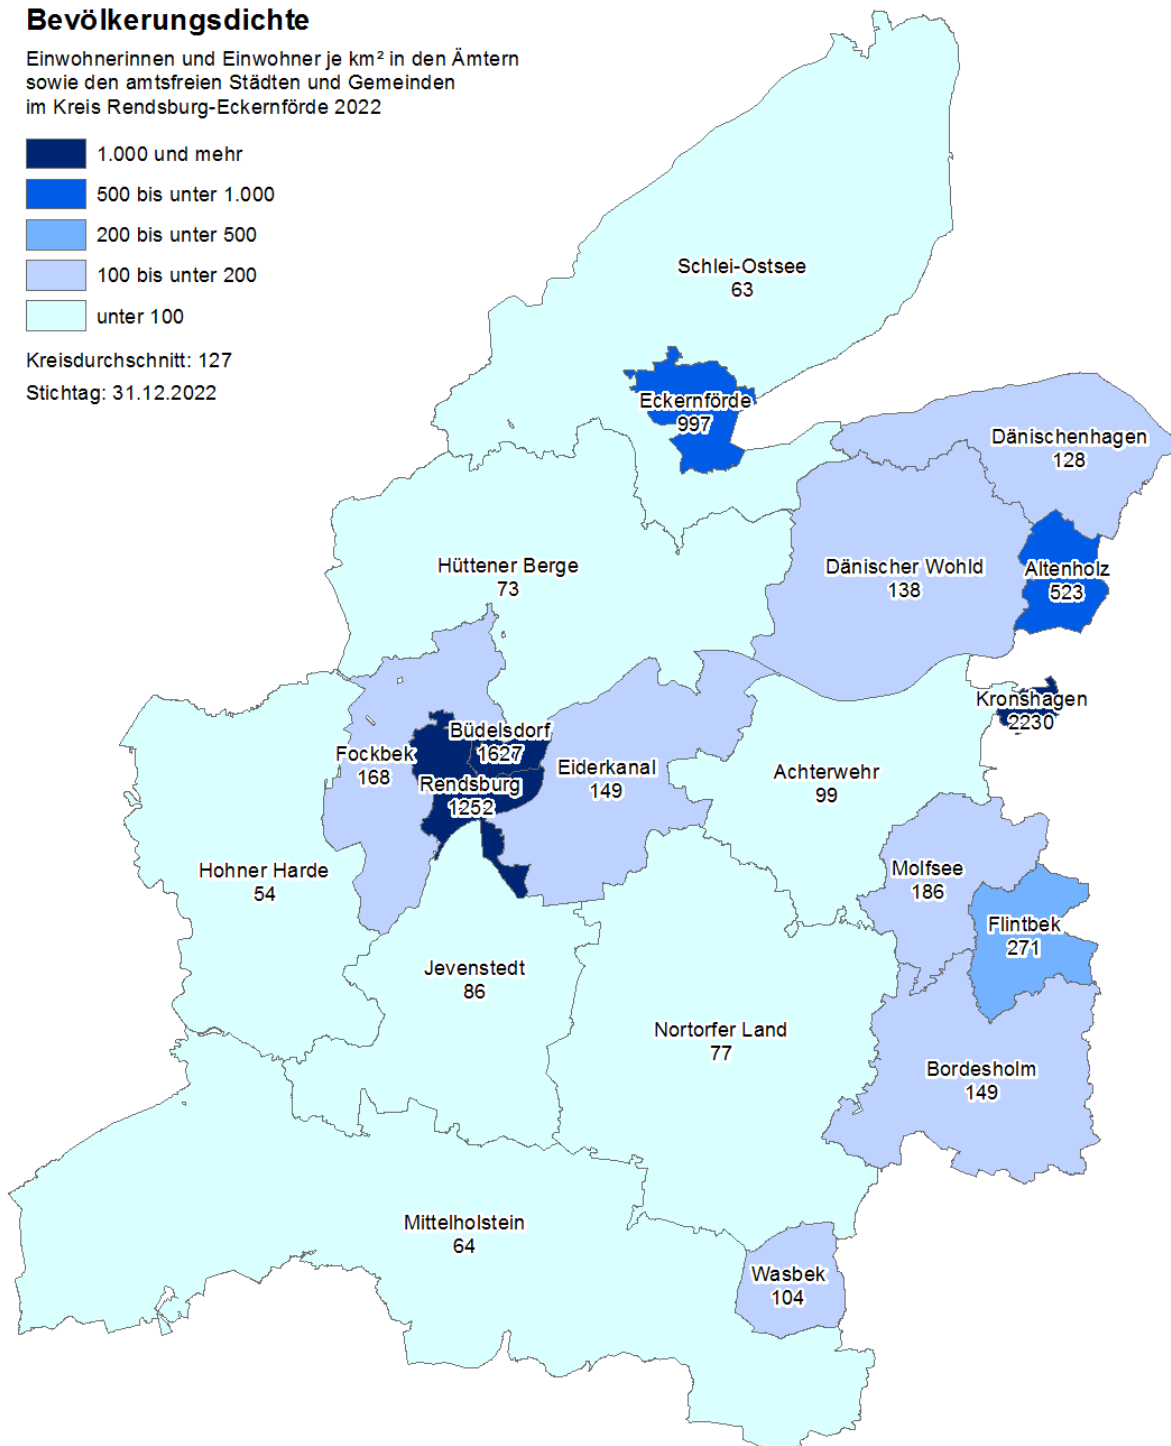 Bevölkerungsdichte
Einwohnerinnen und Einwohner je km² in den Ämtern
sowie den amtsfreien Städten und Gemeinden
im Kreis Rendsburg-Eckernförde 2022
1.000 und mehr
500 bis unter 1.000
200 bis unter 500
100 bis unter 200
unter 100
Kreisdurchschnitt: 127
Stichtag: 31.12.2022
Schlei-Ostsee
63
Eckernförde
997
Dänischenhagen
128
Hüttener Berge
73
Dänischer Wohld
138
Altenholz
523
Kronshagen
2230
Büdelsdorf
1627
Fockbek
168
Rendsburg
1252
Eiderkanal
149
Achterwehr
99
Hohner Harde
54
Molfsee
186
Flintbek
271
Jevenstedt
86
Nortorfer Land
77
Bordesholm
149
Mittelholstein
64
Wasbek
104